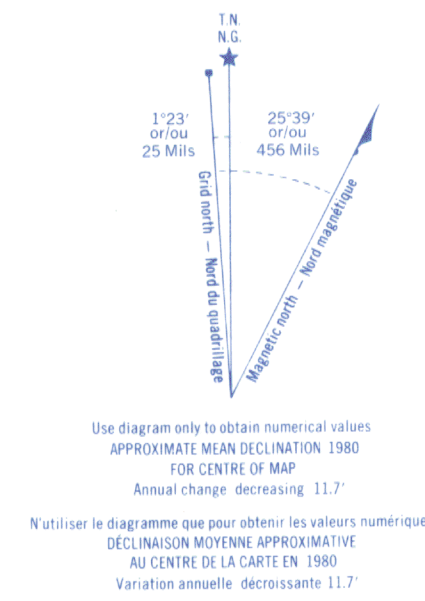 T.N.
N.G.
1°23′
or/ou
25 Mils
25°39′
or/ou
456 Mils
Grid north – Nord du quadrillage
Magnetic north – Nord magnétique
Use diagram only to obtain numerical values
APPROXIMATE MEAN DECLINATION 1980
FOR CENTRE OF MAP
Annual change decreasing 11.7′
N'utiliser le diagramme que pour obtenir les valeurs numérique
DÉCLINAISON MOYENNE APPROXIMATIVE
AU CENTRE DE LA CARTE EN 1980
Variation annuelle décroissante 11.7′